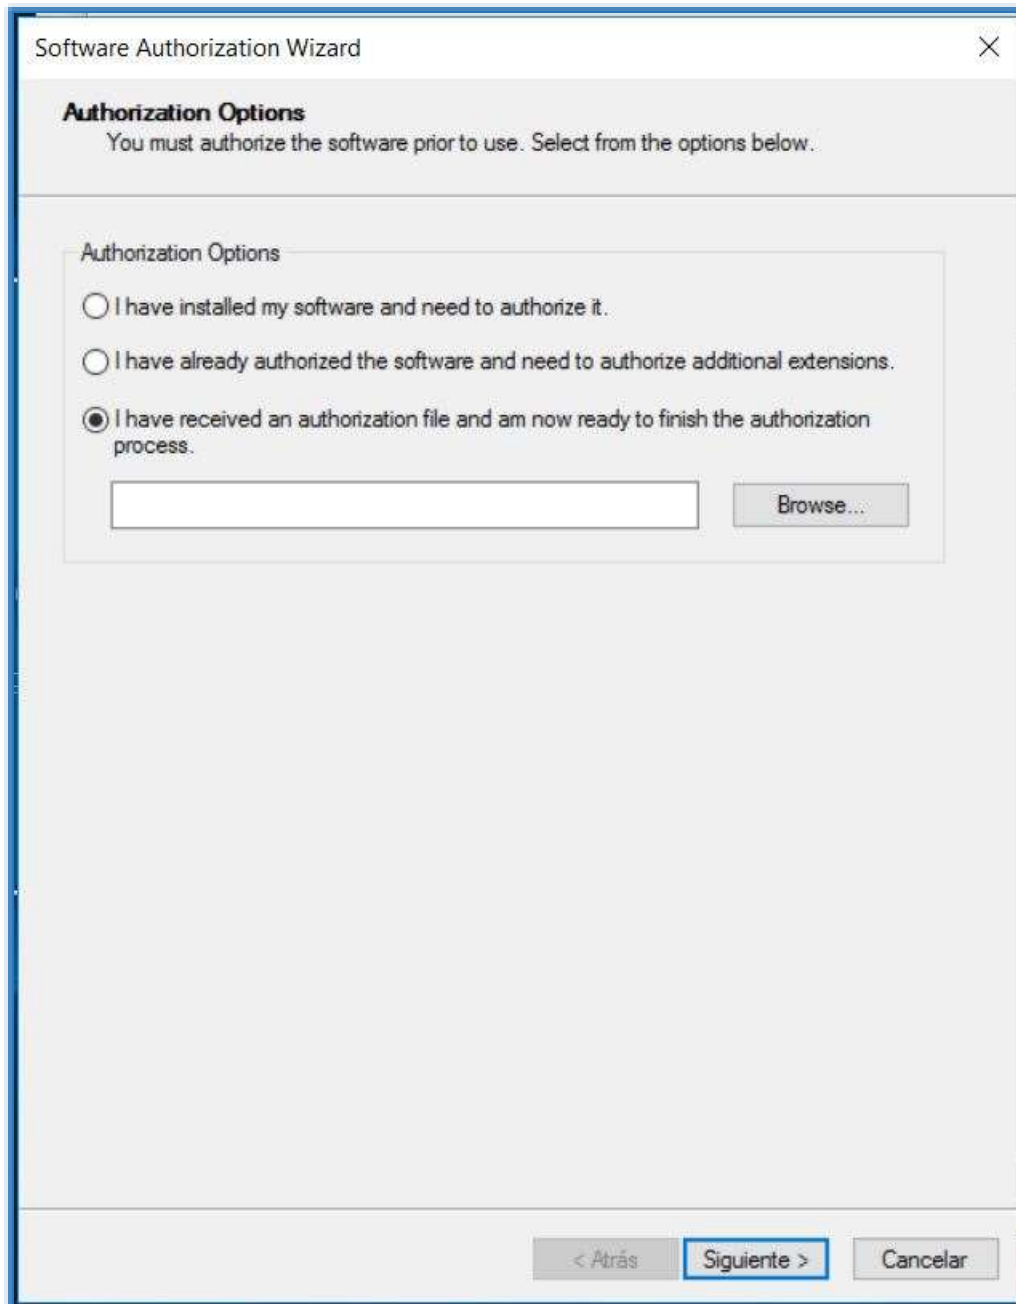 Software Authorization Wizard
Authorization Options
You must authorize the software prior to use. Select from the options below.
Authorization Options
I have installed my software and need to authorize it.
I have already authorized the software and need to authorize additional extensions.
I have received an authorization file and am now ready to finish the authorization
process.
Browse...
< Atrás Siguiente > Cancelar